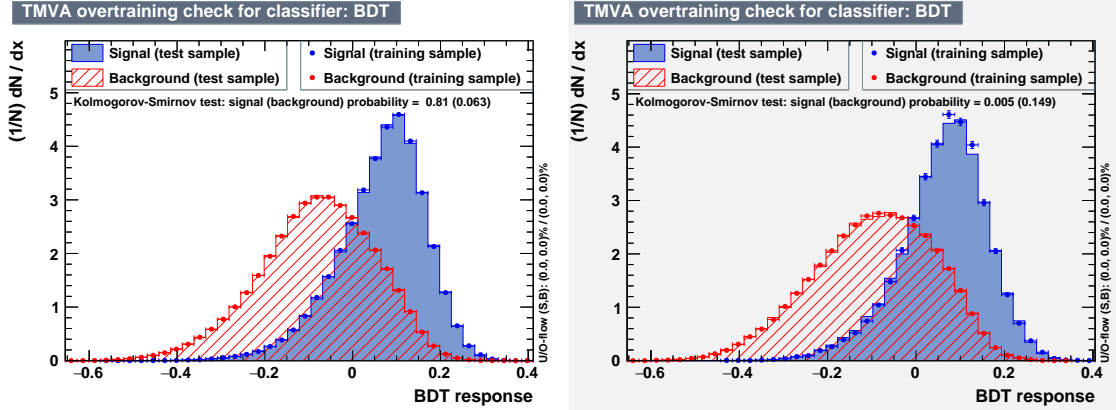 TMVA overtraining check for classifier: BDT
Signal (test sample)
Background (test sample)
Signal (training sample)
Background (training sample)
Kolmogorov-Smirnov test: signal (background) probability = 0.81 (0.063)
(1/N) dN / dx
5
4
3
2
1
0
−0.6 −0.4 −0.2 0 0.2 0.4
BDT response
U/O-flow (S,B): (0.0, 0.0)% / (0.0, 0.0)%
TMVA overtraining check for classifier: BDT
Signal (test sample)
Background (test sample)
Signal (training sample)
Background (training sample)
Kolmogorov-Smirnov test: signal (background) probability = 0.005 (0.149)
(1/N) dN / dx
5
4
3
2
1
0
−0.6 −0.4 −0.2 0 0.2 0.4
BDT response
U/O-flow (S,B): (0.0, 0.0)% / (0.0, 0.0)%